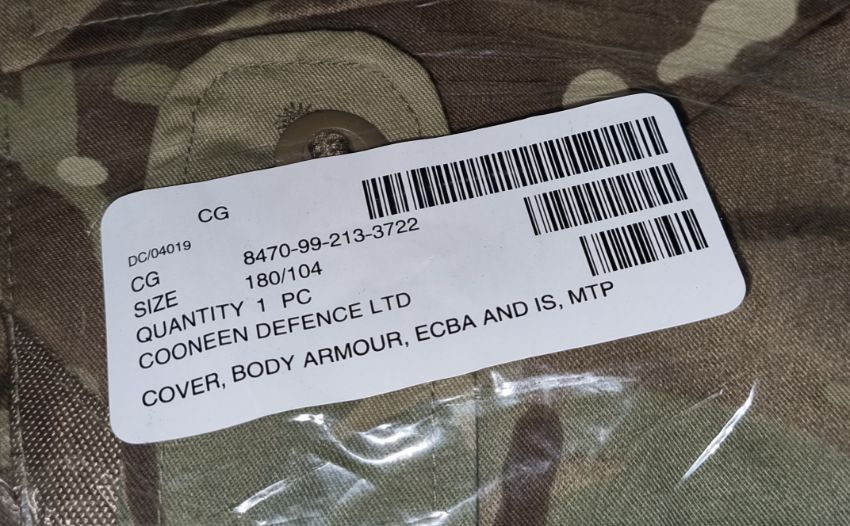 CG
DC/04019
CG 8470-99-213-3722
SIZE 180/104
QUANTITY 1 PC
COONEEN DEFENCE LTD
COVER, BODY ARMOUR, ECBA AND IS, MTP